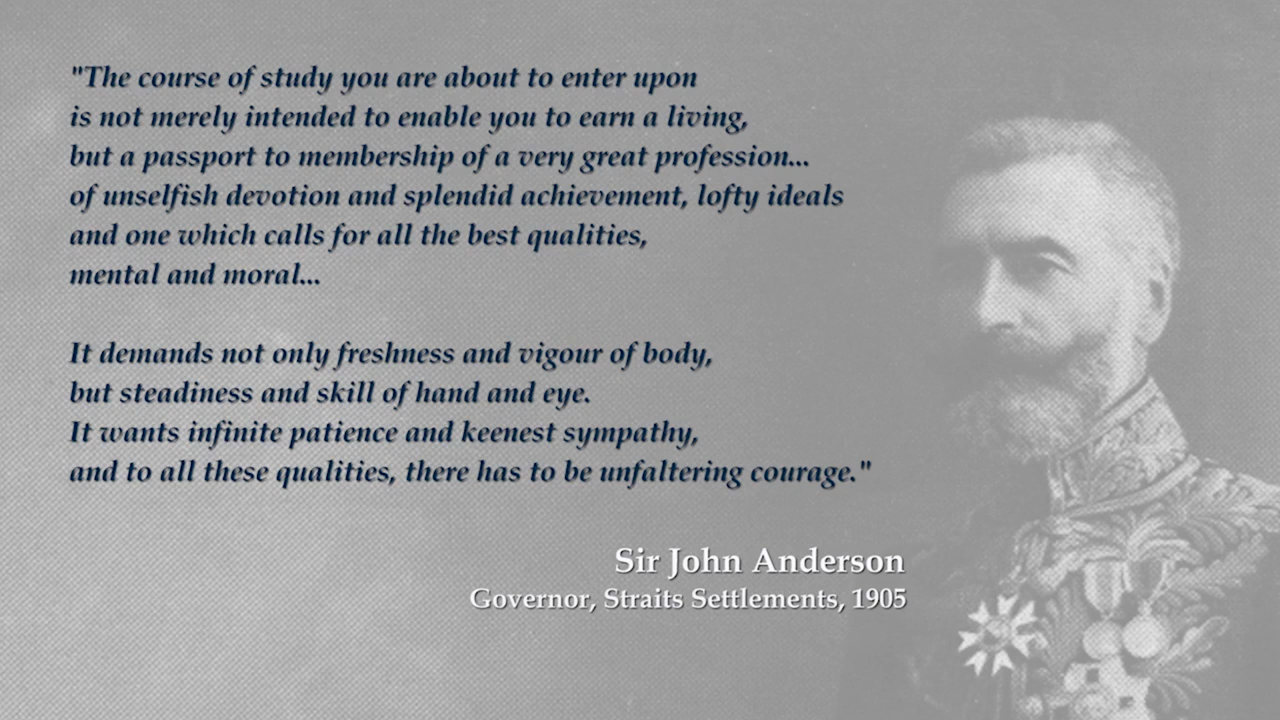 "The course of study you are about to enter upon
is not merely intended to enable you to earn a living,
but a passport to membership of a very great profession...
of unselfish devotion and splendid achievement, lofty ideals
and one which calls for all the best qualities,
mental and moral...
It demands not only freshness and vigour of body,
but steadiness and skill of hand and eye.
It wants infinite patience and keenest sympathy,
and to all these qualities, there has to be unfaltering courage."
Sir John Anderson
Governor, Straits Settlements, 1905